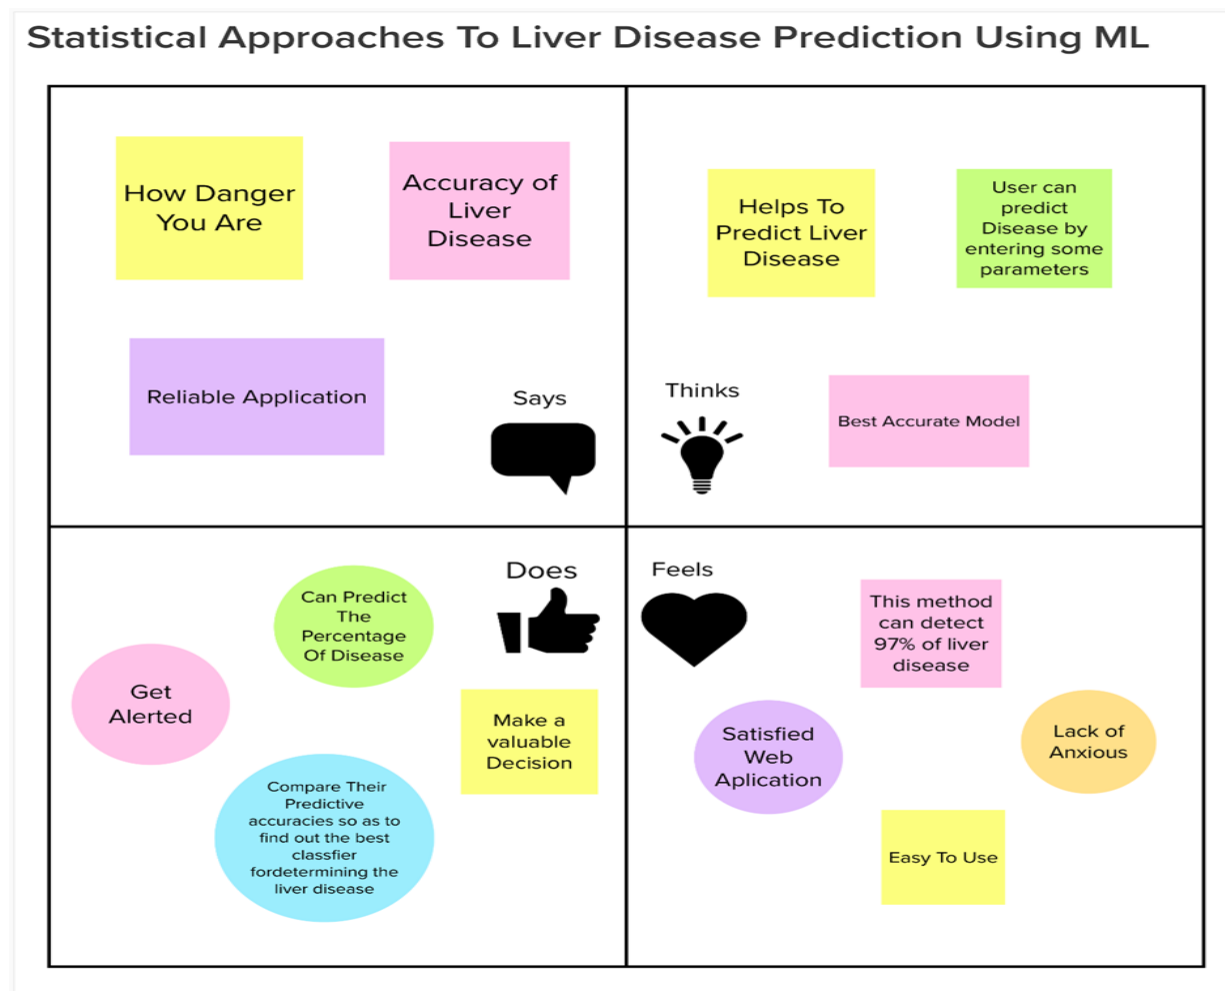 Statistical Approaches To Liver Disease Prediction Using ML
How Danger
You Are
Accuracy of
Liver
Disease
Reliable Application
Says
Helps To
Predict Liver
Disease
User can
predict
Disease by
entering some
parameters
Thinks
Best Accurate Model
Does
Can Predict
The
Percentage
Of Disease
Get
Alerted
Make a
valuable
Decision
Compare Their
Predictive
accuracies so as to
find out the best
classfier
fordetermining the
liver disease
Feels
This method
can detect
97% of liver
disease
Satisfied
Web
Aplication
Lack of
Anxious
Easy To Use